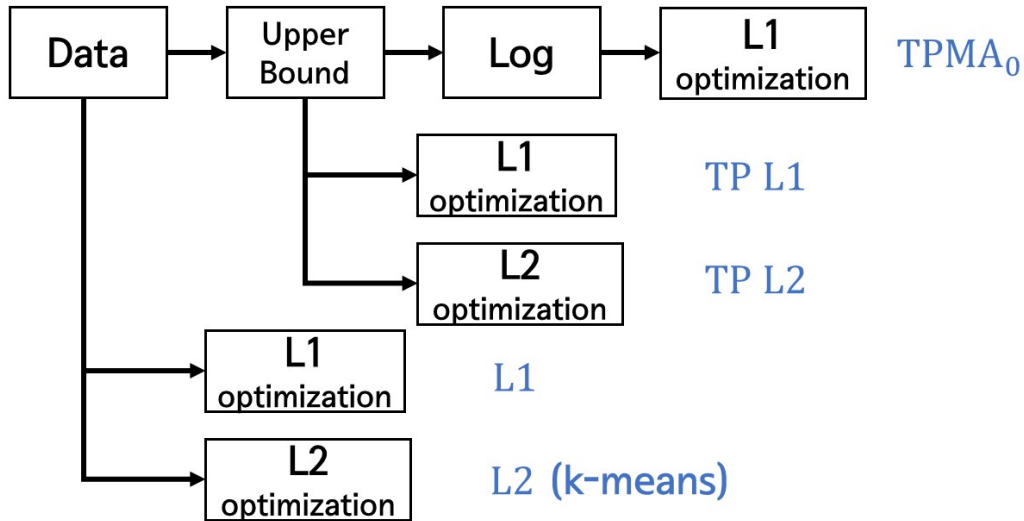 Data
Upper
Bound
Log
L1
optimization
TPMA₀
L1
optimization
TP L1
L2
optimization
TP L2
L1
optimization
L1
L2
optimization
L2 (k-means)